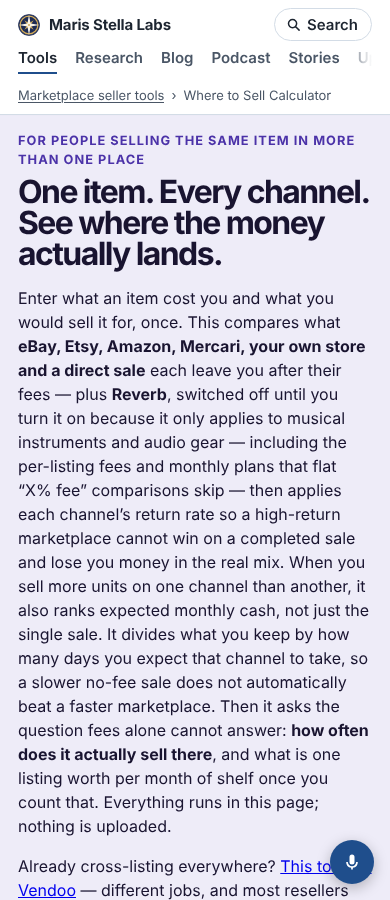 Maris Stella Labs
Search
Tools Research Blog Podcast Stories
Marketplace seller tools › Where to Sell Calculator
FOR PEOPLE SELLING THE SAME ITEM IN MORE
THAN ONE PLACE
One item. Every channel.
See where the money
actually lands.
Enter what an item cost you and what you
would sell it for, once. This compares what
eBay, Etsy, Amazon, Mercari, your own store
and a direct sale each leave you after their
fees — plus Reverb, switched off until you
turn it on because it only applies to musical
instruments and audio gear — including the
per-listing fees and monthly plans that flat
“X% fee” comparisons skip — then applies
each channel’s return rate so a high-return
marketplace cannot win on a completed sale
and lose you money in the real mix. When you
sell more units on one channel than another, it
also ranks expected monthly cash, not just the
single sale. It divides what you keep by how
many days you expect that channel to take, so
a slower no-fee sale does not automatically
beat a faster marketplace. Then it asks the
question fees alone cannot answer: how often
does it actually sell there, and what is one
listing worth per month of shelf once you
count that. Everything runs in this page;
nothing is uploaded.
Already cross-listing everywhere? This
Vendoo — different jobs, and most resellers